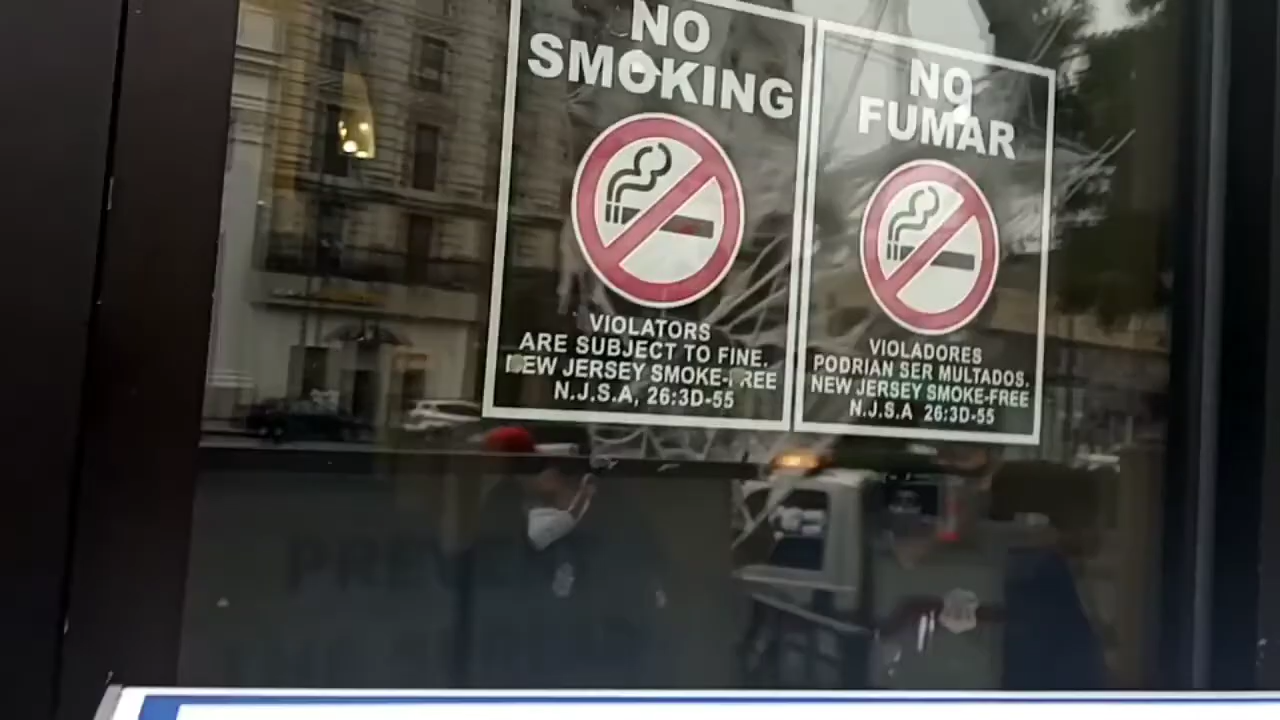 NO
SMOKING
VIOLATORS
ARE SUBJECT TO FINE.
NEW JERSEY SMOKE-FREE
N.J.S.A, 26:3D-55
NO
FUMAR
VIOLADORES
PODRIAN SER MULTADOS.
NEW JERSEY SMOKE-FREE
N.J.S.A 26:3D-55